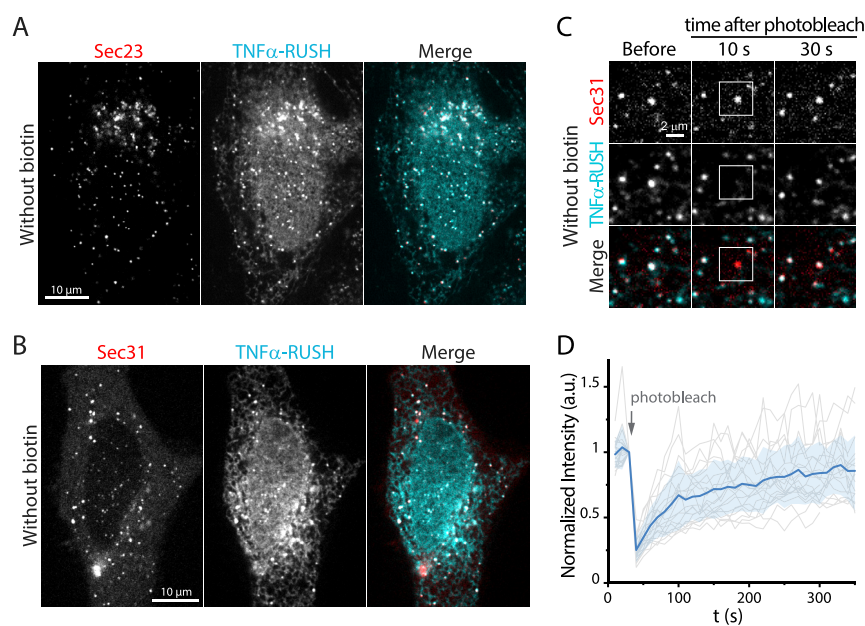 A
Sec23 TNFα-RUSH Merge
Without biotin
10 μm
B
Sec31 TNFα-RUSH Merge
Without biotin
10 μm
C
time after photobleach
Before 10 s 30 s
Without biotin
Sec31
2 μm
TNFα-RUSH
Merge
D
Normalized Intensity (a.u.)
1.5
1
0.5
0
photobleach
0 100 200 300
t (s)